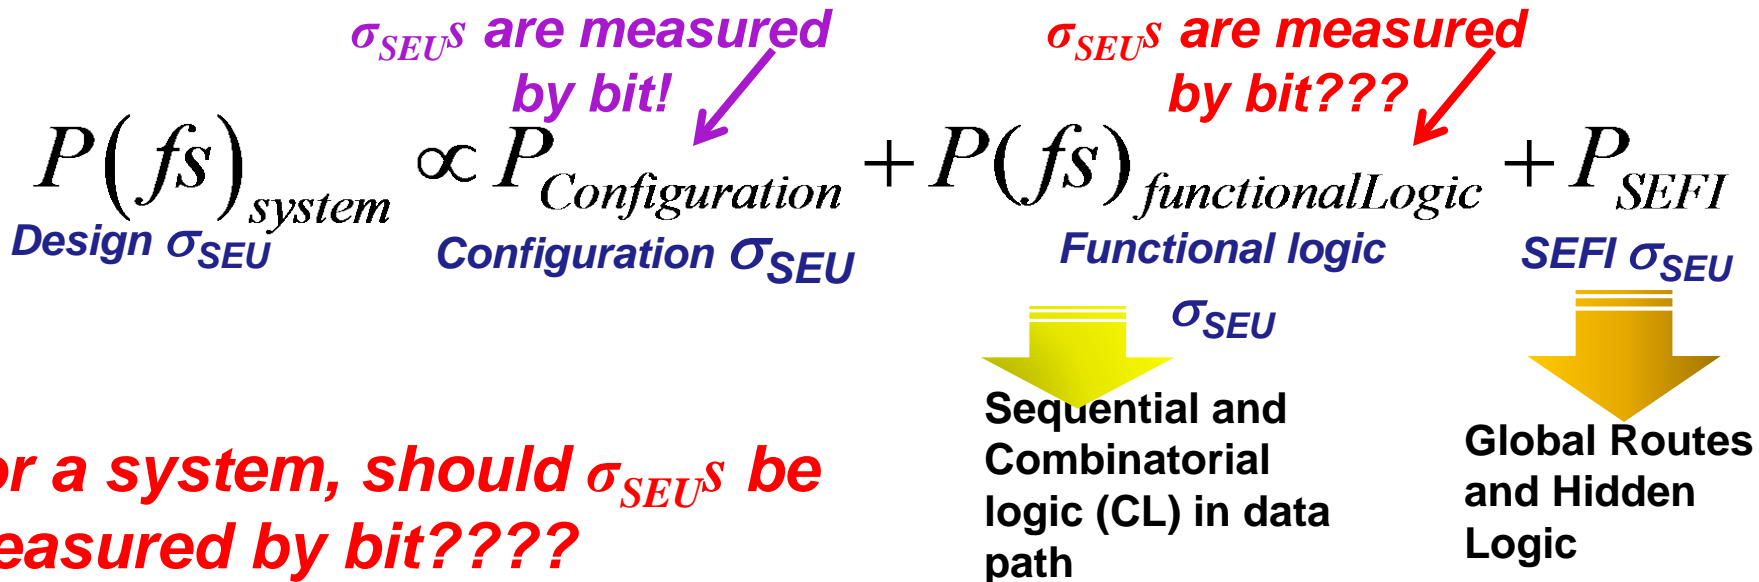 σSEUs are measured
by bit!
σSEUs are measured
by bit???
P(fs)system ∝ PConfiguration + P(fs)functionalLogic + PSEFI
Design σSEU
Configuration σSEU
Functional logic
σSEU
SEFI σSEU
Sequential and
Combinatorial
logic (CL) in data
path
Global Routes
and Hidden
Logic
or a system, should σSEUs be
easured by bit????